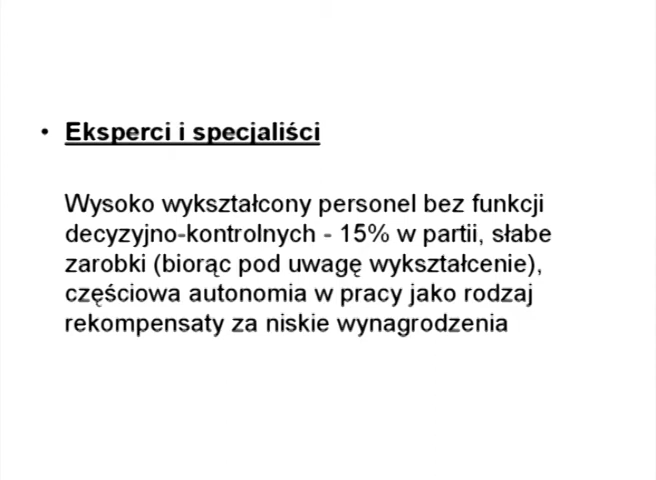 • Eksperci i specjaliści
Wysoko wykształcony personel bez funkcji
decyzyjno-kontrolnych - 15% w partii, słabe
zarobki (biorąc pod uwagę wykształcenie),
częściowa autonomia w pracy jako rodzaj
rekompensaty za niskie wynagrodzenia